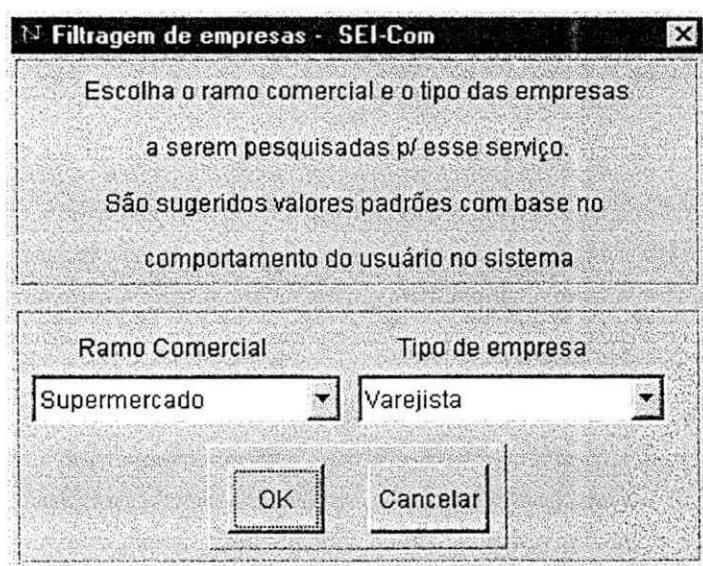 Filtragem de empresas - SEI-Com
Escolha o ramo comercial e o tipo das empresas
a serem pesquisadas p/ esse serviço.
São sugeridos valores padrões com base no
comportamento do usuário no sistema
Ramo Comercial Tipo de empresa
Supermercado Varejista
OK Cancelar